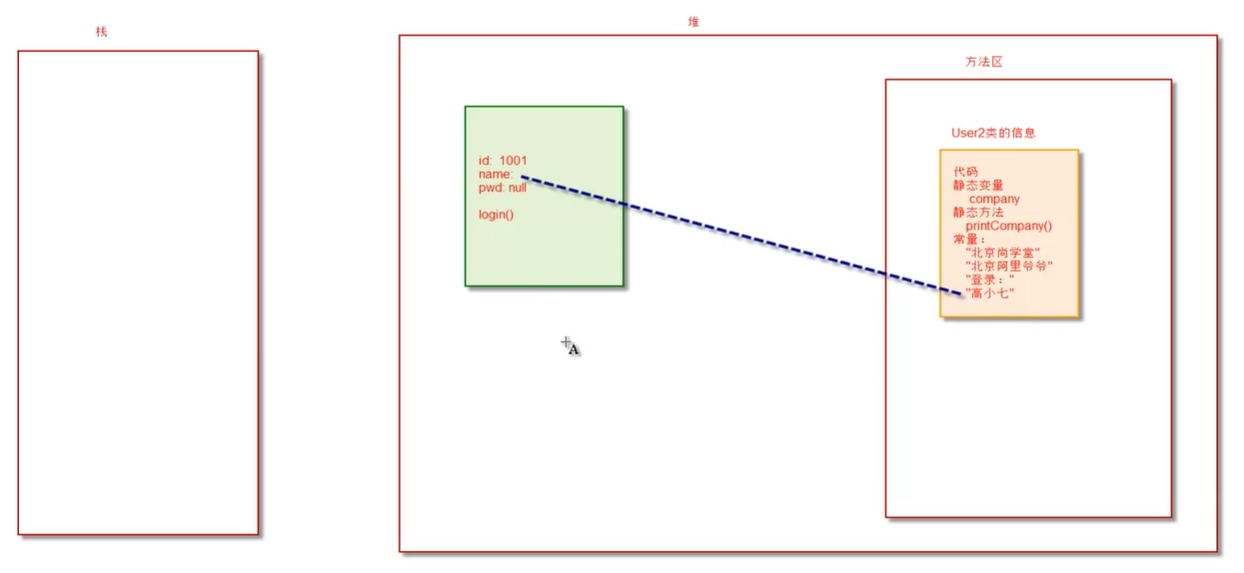 栈
堆
方法区
id: 1001
name:
pwd: null
login()
User2类的信息
代码
静态变量
company
静态方法
printCompany()
常量：
"北京尚学堂"
"北京阿里爷爷"
"登录："
"高小七"
A